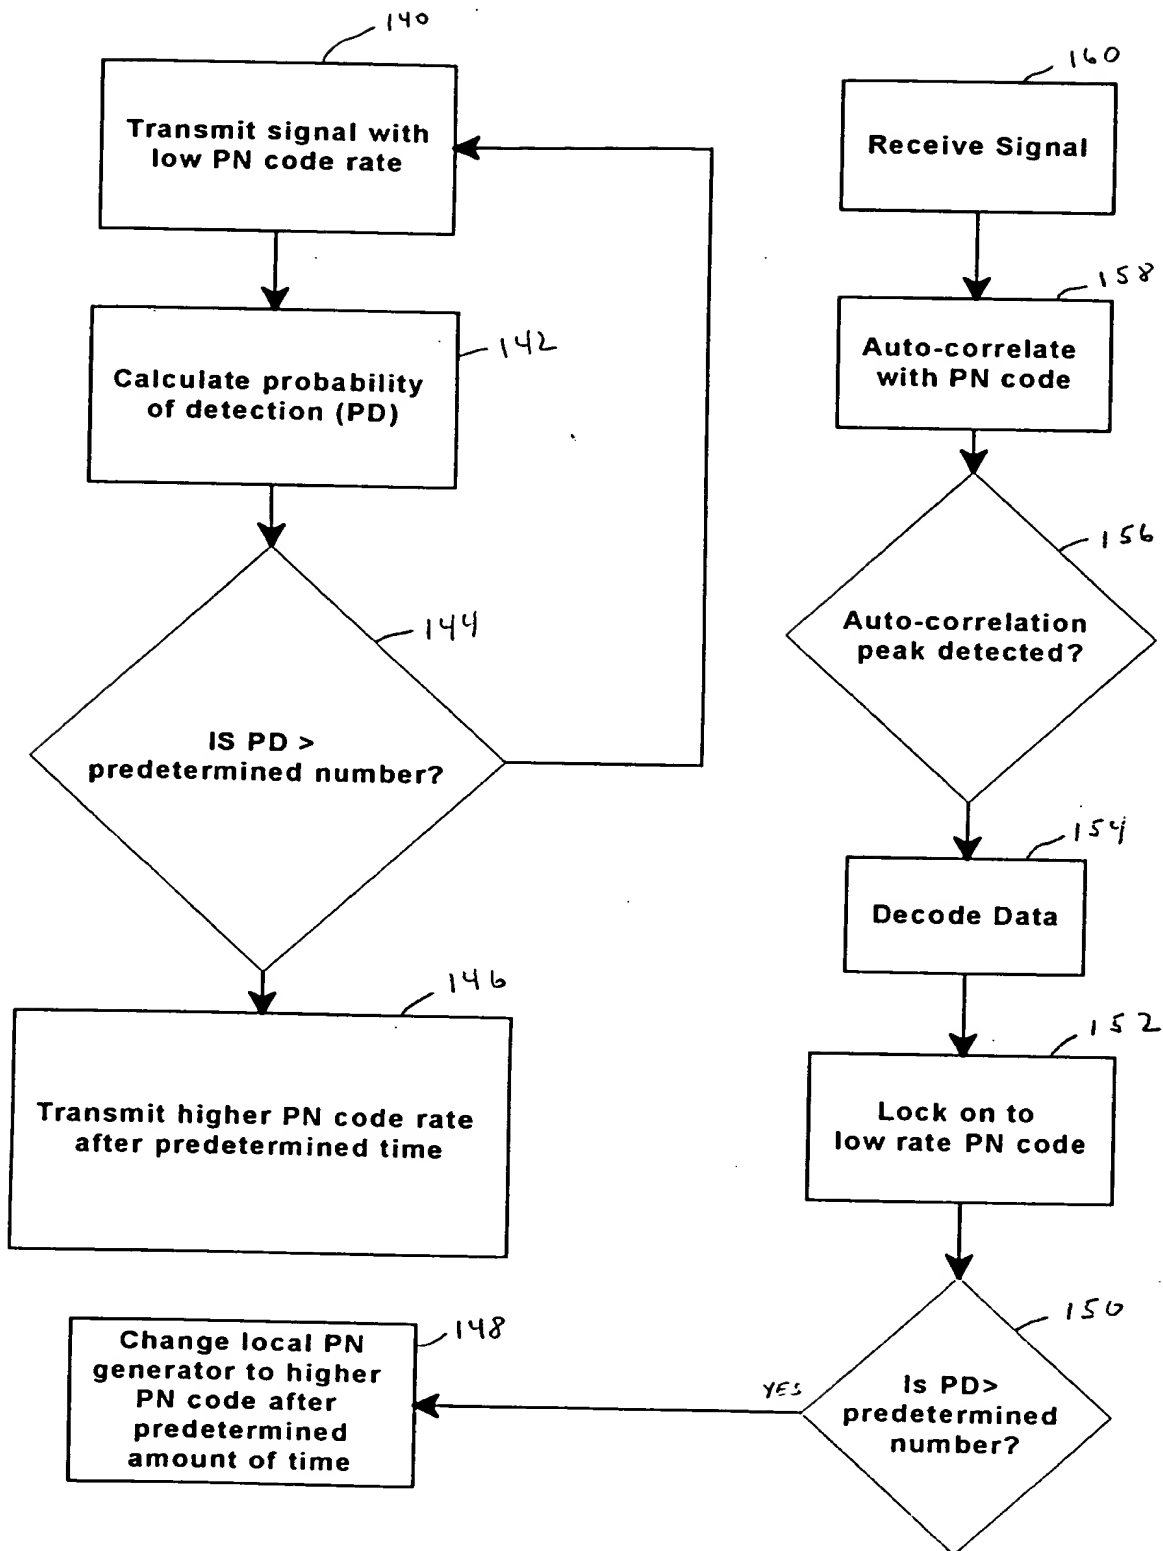 140
Transmit signal with
low PN code rate
142
Calculate probability
of detection (PD)
144
IS PD >
predetermined number?
146
Transmit higher PN code rate
after predetermined time
148
Change local PN
generator to higher
PN code after
predetermined
amount of time
160
Receive Signal
158
Auto-correlate
with PN code
156
Auto-correlation
peak detected?
154
Decode Data
152
Lock on to
low rate PN code
150
Is PD>
predetermined
number?
YES